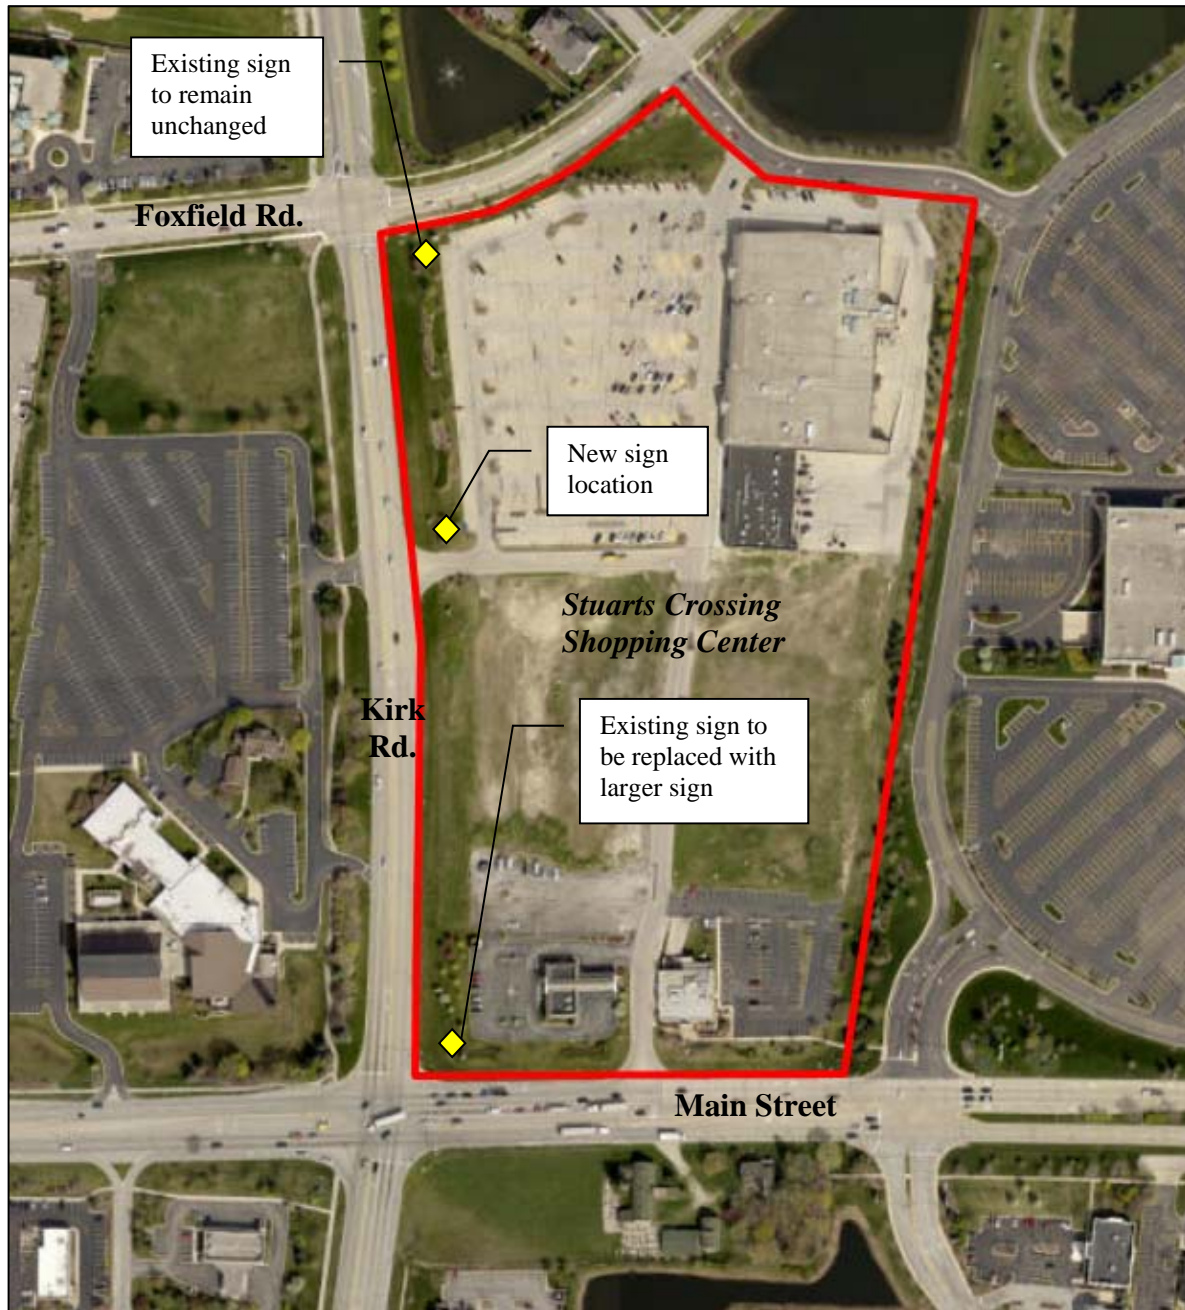 Existing sign
to remain
unchanged
Foxfield Rd.
New sign
location
Stuarts Crossing
Shopping Center
Kirk
Rd.
Existing sign to
be replaced with
larger sign
Main Street